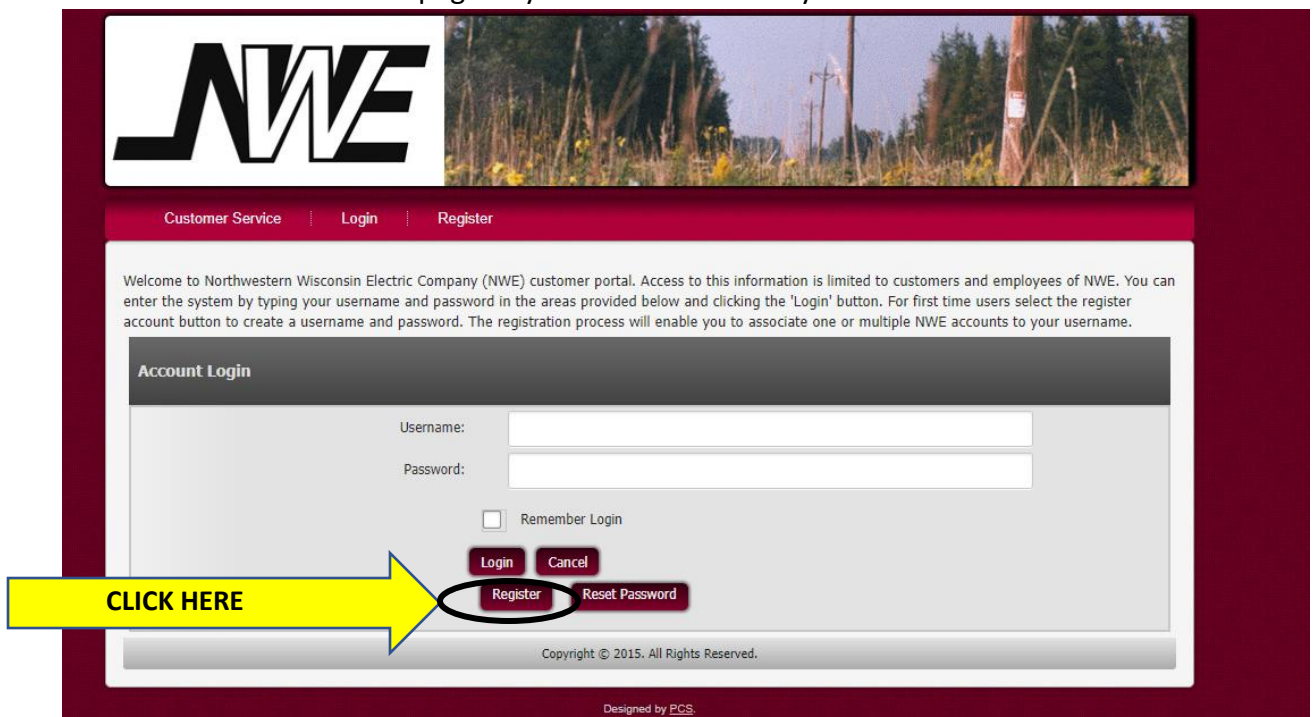 NWE
Customer Service Login Register
Welcome to Northwestern Wisconsin Electric Company (NWE) customer portal. Access to this information is limited to customers and employees of NWE. You can
enter the system by typing your username and password in the areas provided below and clicking the 'Login' button. For first time users select the register
account button to create a username and password. The registration process will enable you to associate one or multiple NWE accounts to your username.
Account Login
Username:
Password:
Remember Login
Login Cancel
CLICK HERE
Register Reset Password
Copyright © 2015. All Rights Reserved.
Designed by PCS.